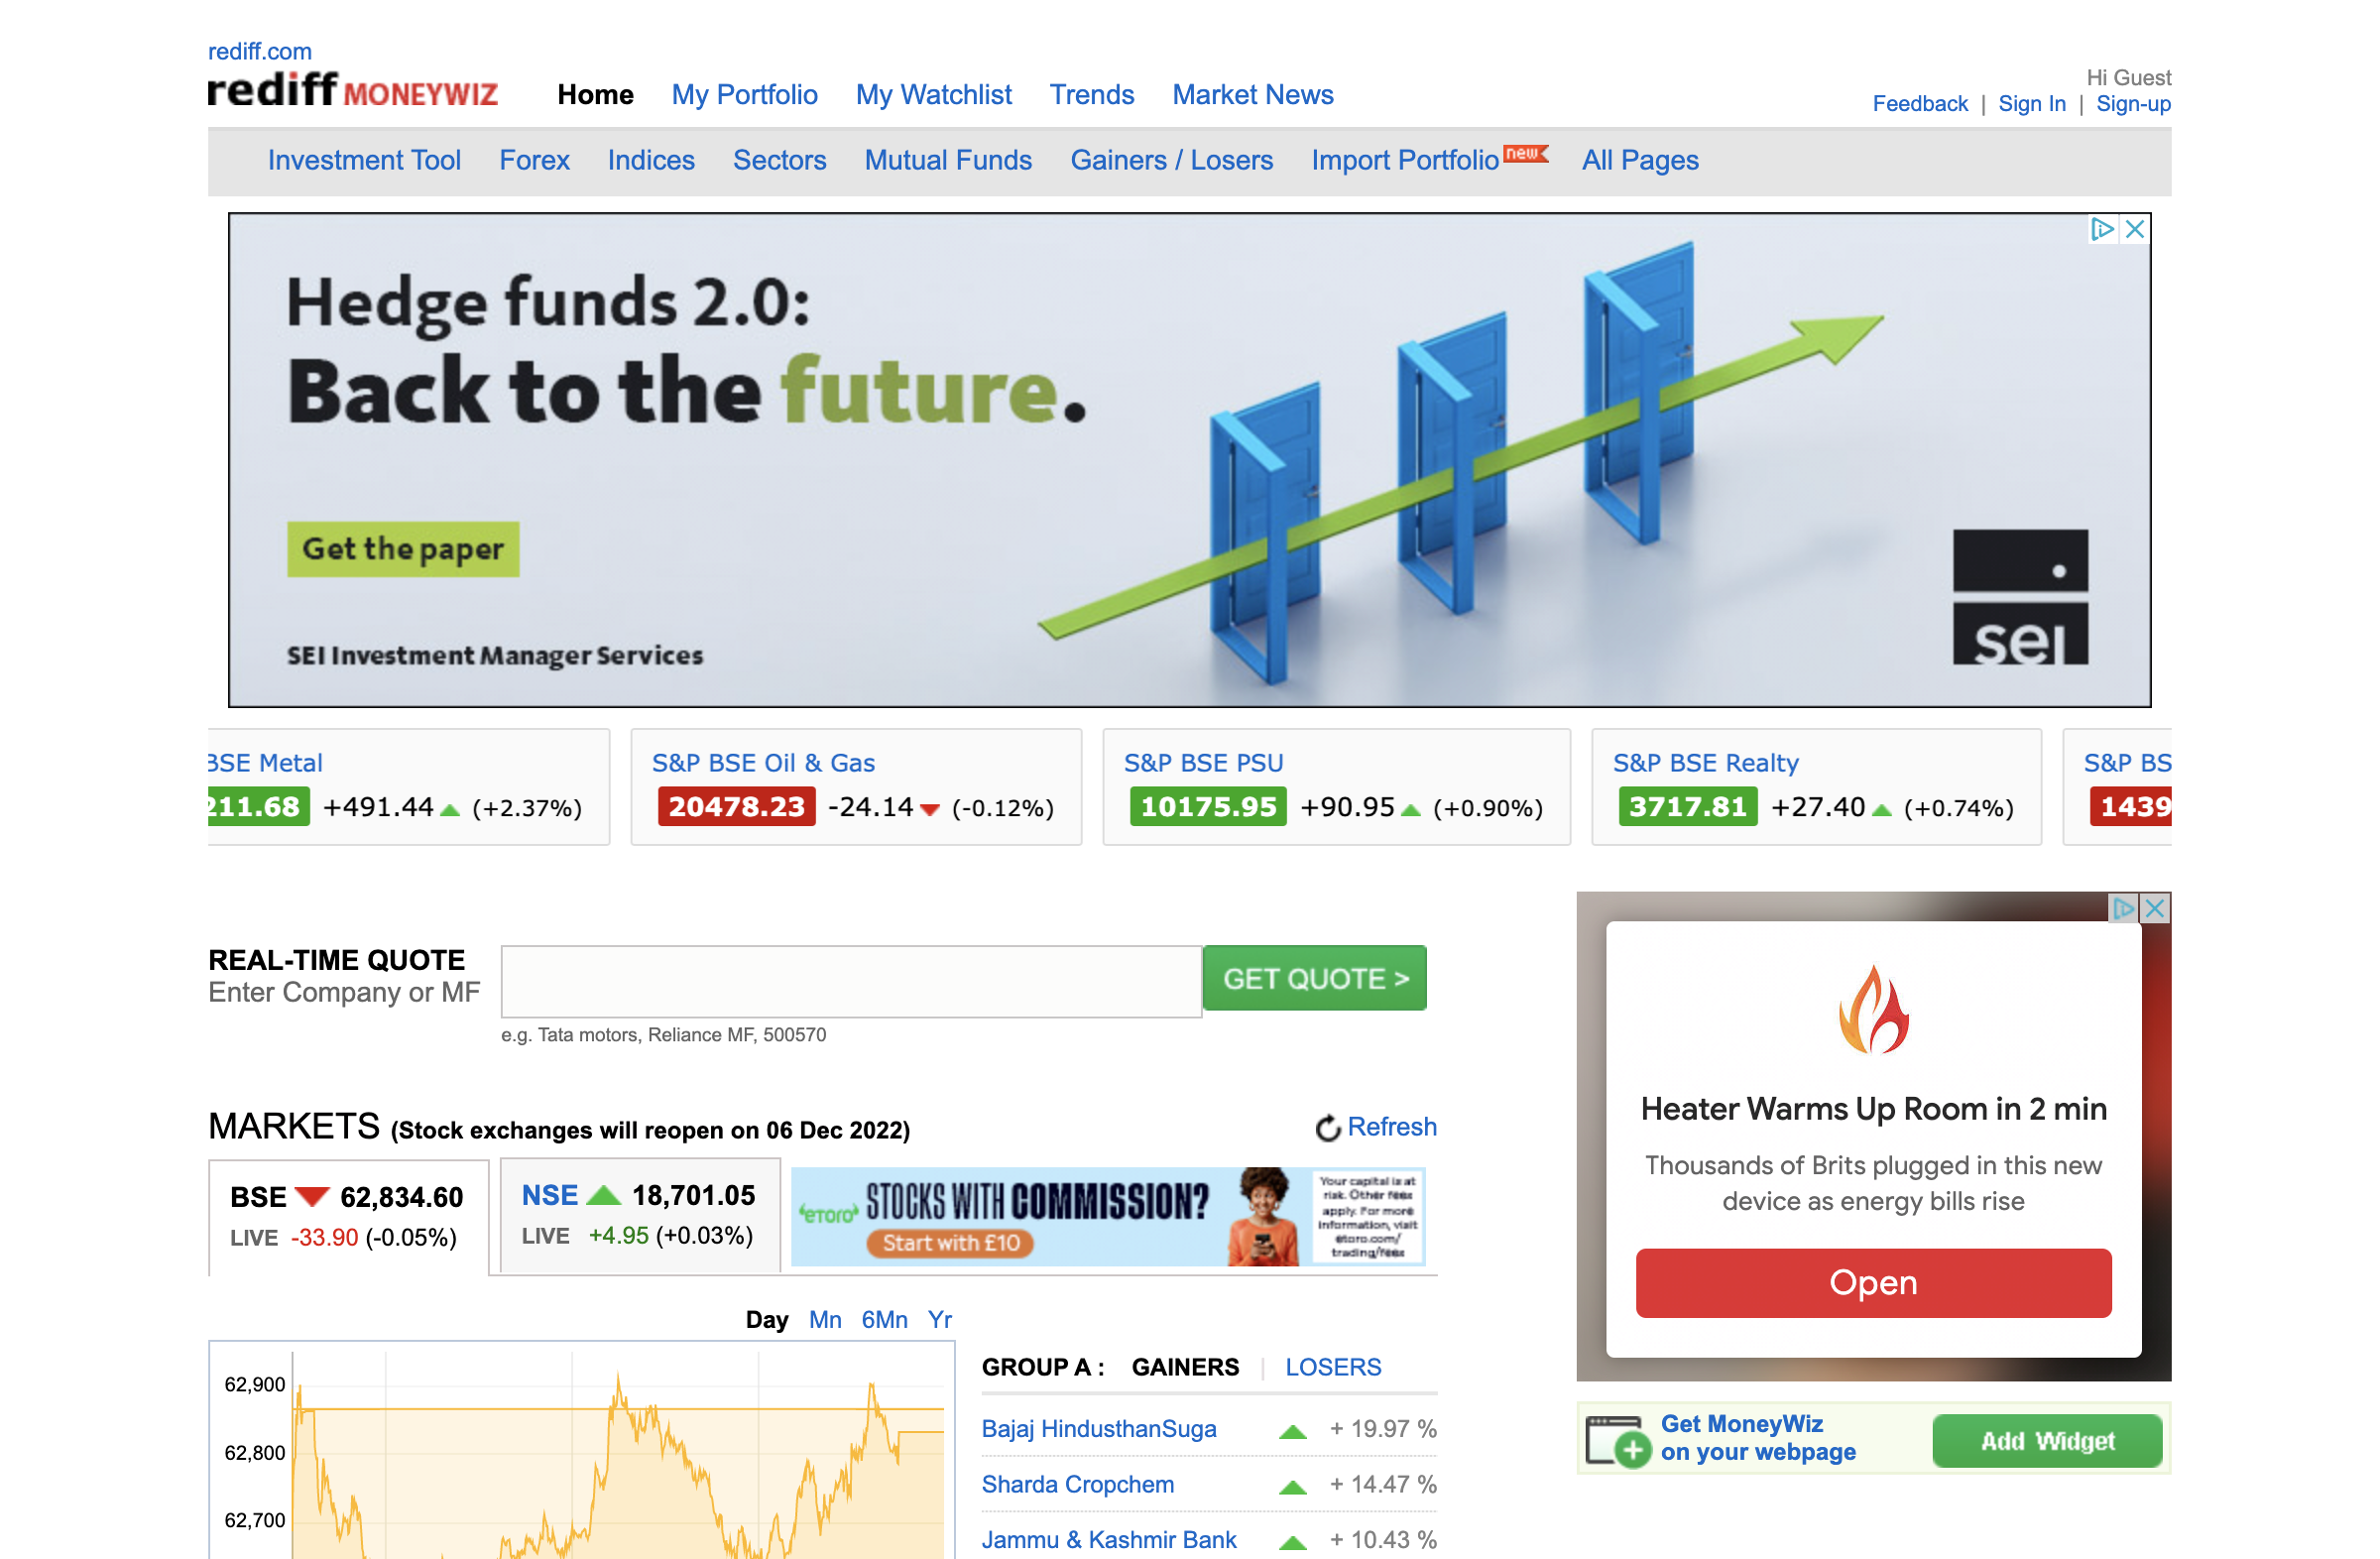 rediff.com
rediff MONEYWIZ
Home My Portfolio My Watchlist Trends Market News
Hi Guest
Feedback | Sign In | Sign-up
Investment Tool Forex Indices Sectors Mutual Funds Gainers / Losers Import Portfolio new All Pages
Hedge funds 2.0:
Back to the future.
Get the paper
SEI Investment Manager Services
sei
BSE Metal
211.68 +491.44 (+2.37%)
S&P BSE Oil & Gas
20478.23 -24.14 (-0.12%)
S&P BSE PSU
10175.95 +90.95 (+0.90%)
S&P BSE Realty
3717.81 +27.40 (+0.74%)
S&P BS
1439
REAL-TIME QUOTE
Enter Company or MF
GET QUOTE >
e.g. Tata motors, Reliance MF, 500570
MARKETS (Stock exchanges will reopen on 06 Dec 2022)
Refresh
BSE 62,834.60
LIVE -33.90 (-0.05%)
NSE 18,701.05
LIVE +4.95 (+0.03%)
eToro
STOCKS WITH COMMISSION?
Start with £10
Your capital is at
risk. Other fees
apply. For more
information, visit
etoro.com/
trading/fees
Day Mn 6Mn Yr
62,900
62,800
62,700
GROUP A : GAINERS | LOSERS
Bajaj HindusthanSuga + 19.97 %
Sharda Cropchem + 14.47 %
Jammu & Kashmir Bank + 10.43 %
Heater Warms Up Room in 2 min
Thousands of Brits plugged in this new
device as energy bills rise
Open
Get MoneyWiz
on your webpage
Add Widget